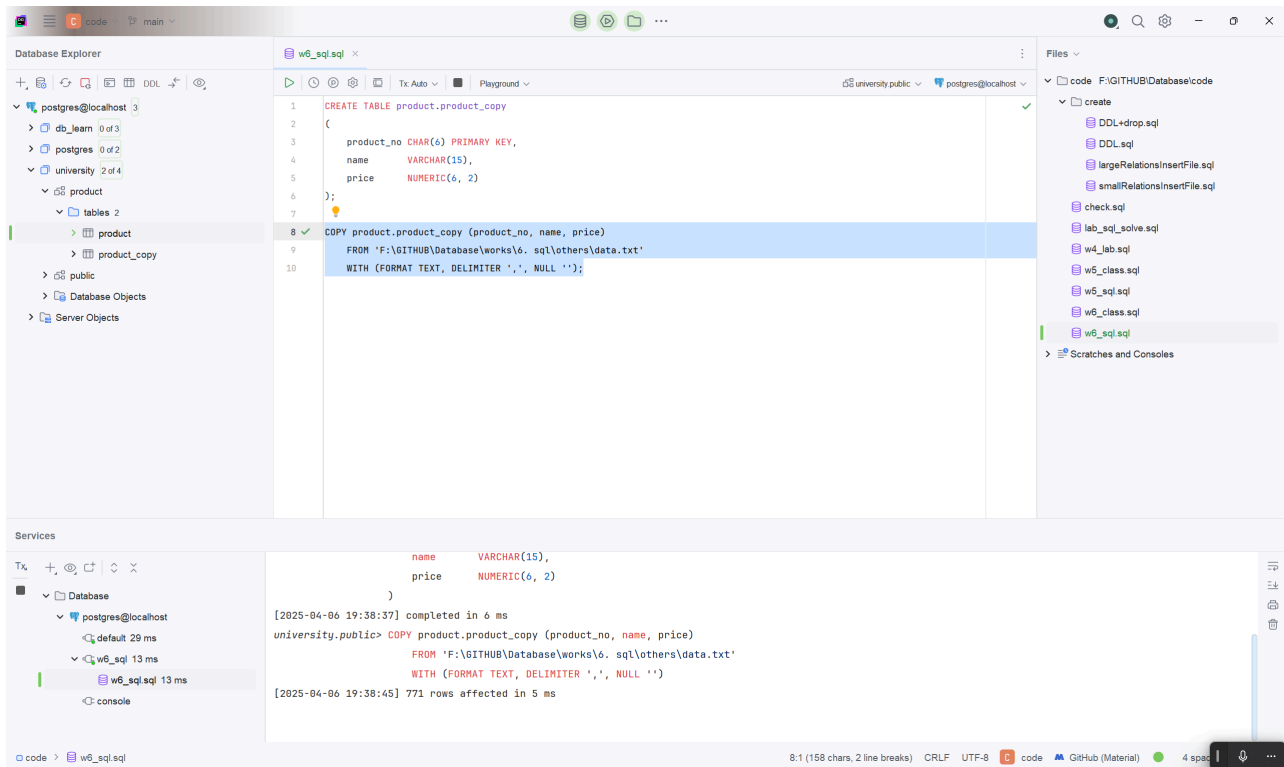 C code main
Database Explorer
DDL
postgres@localhost 3
db_learn 0 of 3
postgres 0 of 2
university 2 of 4
product
tables 2
product
product_copy
public
Database Objects
Server Objects
w6_sql.sql
Tx: Auto Playground university.public postgres@localhost
1 CREATE TABLE product.product_copy
2 (
3 product_no CHAR(6) PRIMARY KEY,
4 name VARCHAR(15),
5 price NUMERIC(6, 2)
6 );
7
8 COPY product.product_copy (product_no, name, price)
9 FROM 'F:\GITHUB\Database\works\6. sql\others\data.txt'
10 WITH (FORMAT TEXT, DELIMITER ',', NULL '');
Files
code F:\GITHUB\Database\code
create
DDL+drop.sql
DDL.sql
largeRelationsInsertFile.sql
smallRelationsInsertFile.sql
check.sql
lab_sql_solve.sql
w4_lab.sql
w5_class.sql
w5_sql.sql
w6_class.sql
w6_sql.sql
Scratches and Consoles
Services
Tx
Database
postgres@localhost
default 29 ms
w6_sql 13 ms
w6_sql.sql 13 ms
console
name VARCHAR(15),
price NUMERIC(6, 2)
)
[2025-04-06 19:38:37] completed in 6 ms
university.public> COPY product.product_copy (product_no, name, price)
FROM 'F:\GITHUB\Database\works\6. sql\others\data.txt'
WITH (FORMAT TEXT, DELIMITER ',', NULL '')
[2025-04-06 19:38:45] 771 rows affected in 5 ms
code > w6_sql.sql
8:1 (158 chars, 2 line breaks) CRLF UTF-8 C code GitHub (Material) 4 spac